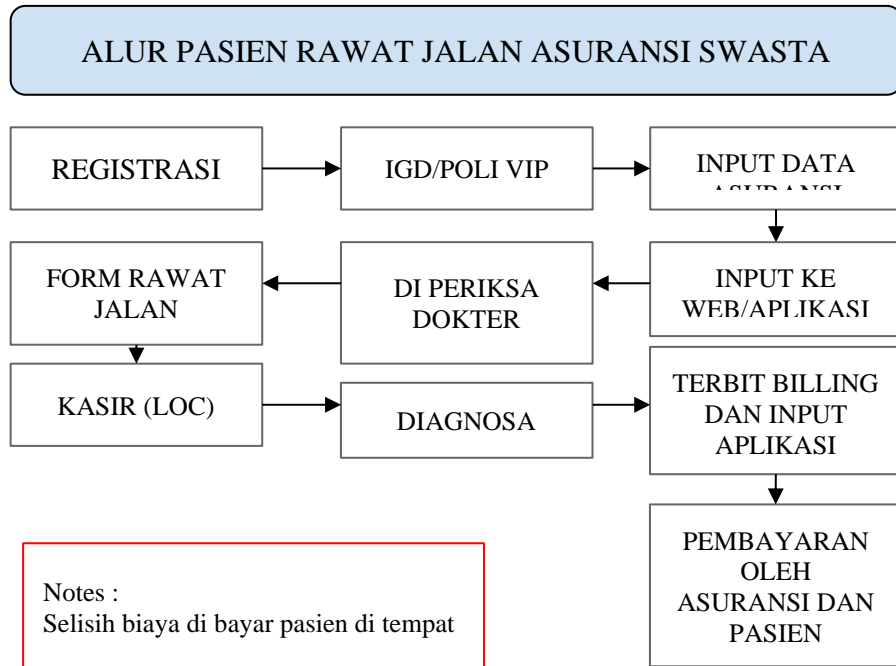 ALUR PASIEN RAWAT JALAN ASURANSI SWASTA
REGISTRASI
IGD/POLI VIP
INPUT DATA
ASURANSI
INPUT KE
WEB/APLIKASI
DI PERIKSA
DOKTER
FORM RAWAT
JALAN
KASIR (LOC)
DIAGNOSA
TERBIT BILLING
DAN INPUT
APLIKASI
PEMBAYARAN
OLEH
ASURANSI DAN
PASIEN
Notes :
Selisih biaya di bayar pasien di tempat